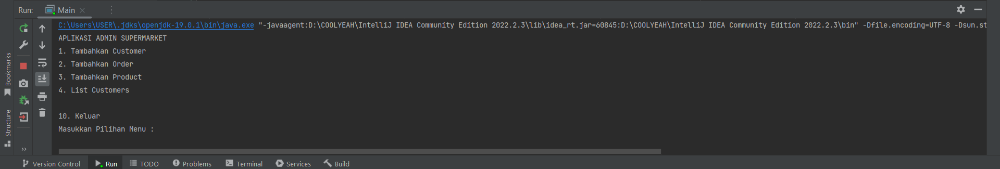 Run: Main
C:\Users\USER\.jdks\openjdk-19.0.1\bin\java.exe "-javaagent:D:\COOLYEAH\IntelliJ IDEA Community Edition 2022.2.3\lib\idea_rt.jar=60845:D:\COOLYEAH\IntelliJ IDEA Community Edition 2022.2.3\bin" -Dfile.encoding=UTF-8 -Dsun.st
APLIKASI ADMIN SUPERMARKET
1. Tambahkan Customer
2. Tambahkan Order
3. Tambahkan Product
4. List Customers
10. Keluar
Masukkan Pilihan Menu :
Bookmarks
Structure
Version Control Run TODO Problems Terminal Services Build